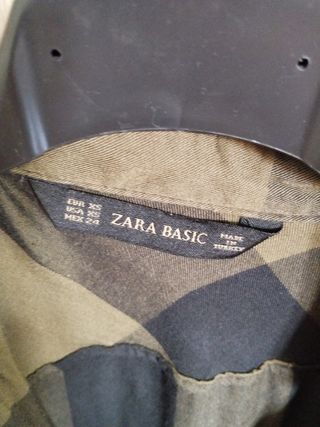 EUR XS
USA XS
MEX 24
ZARA BASIC
MADE
IN
TURKEY